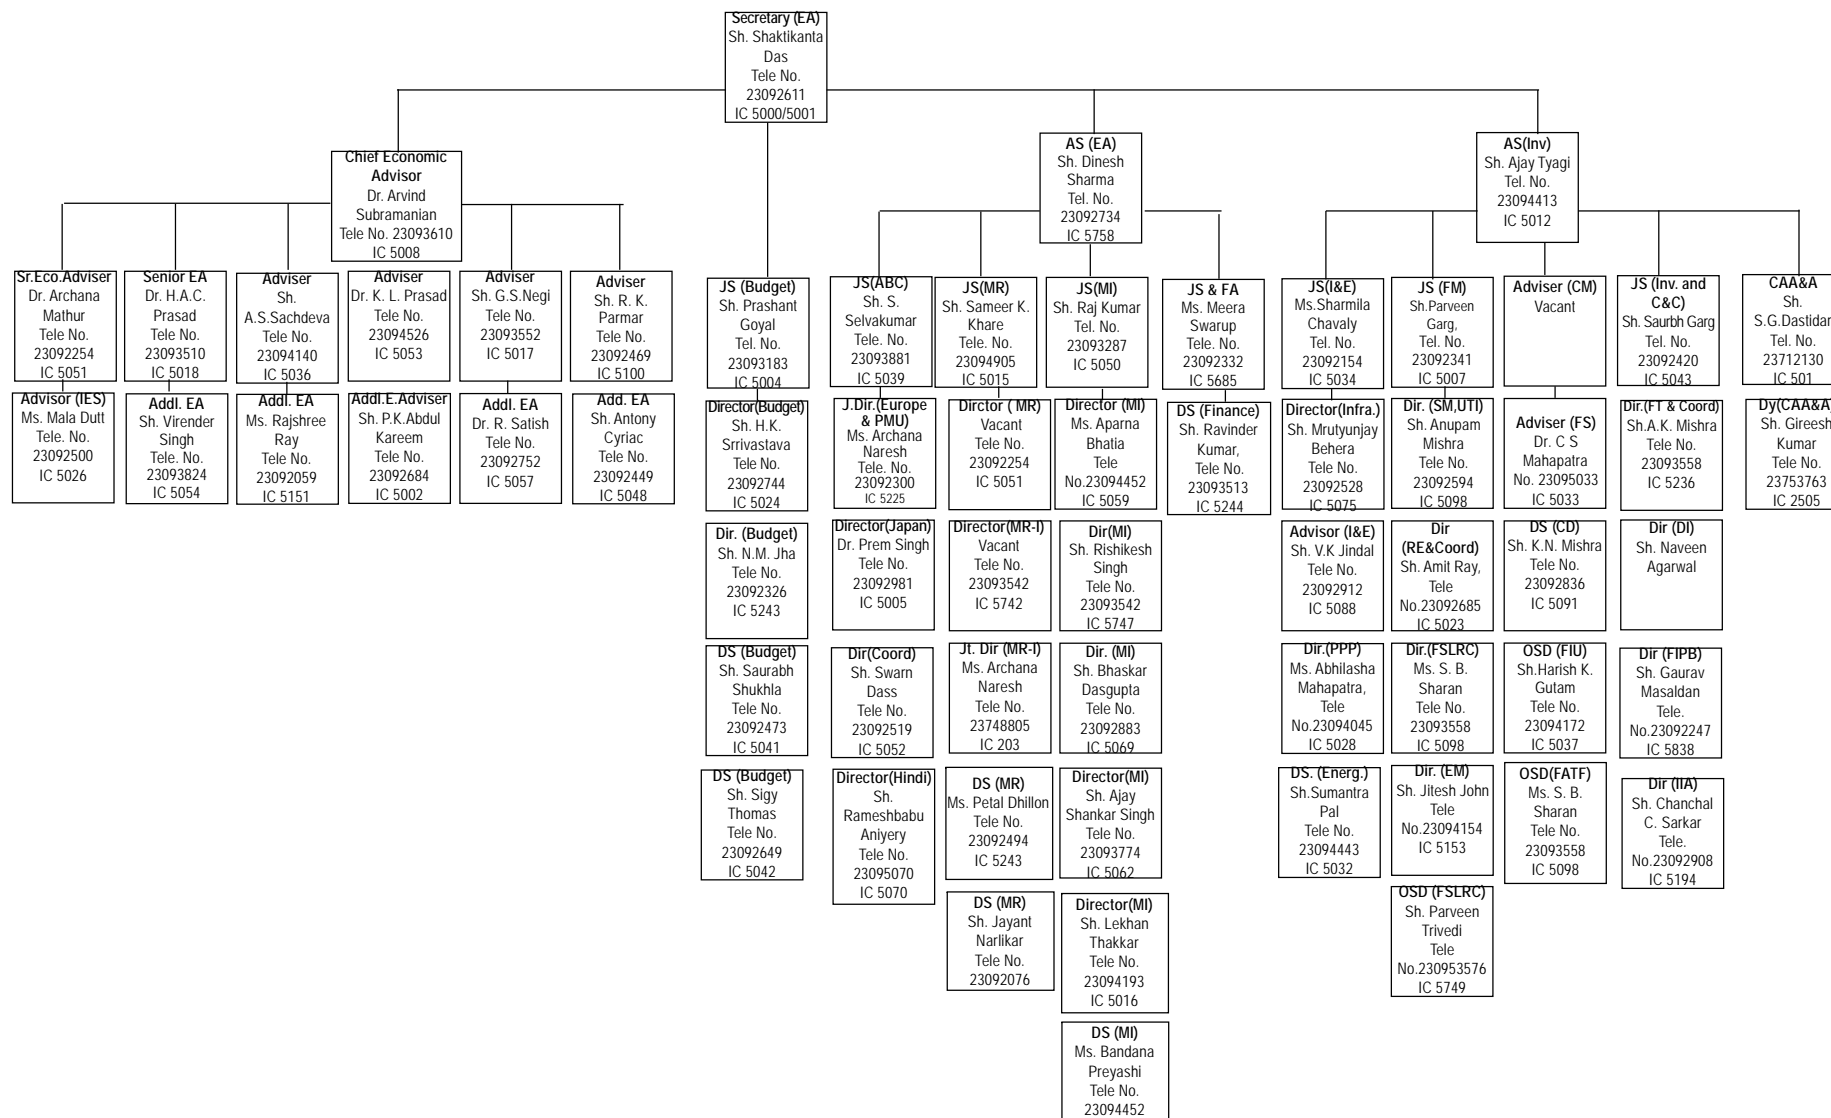 Secretary (EA)
Sh. Shaktikanta
Das
Tele No.
23092611
IC 5000/5001
Chief Economic
Advisor
Dr. Arvind
Subramanian
Tele No. 23093610
IC 5008
AS (EA)
Sh. Dinesh
Sharma
Tel. No.
23092734
IC 5758
AS(Inv)
Sh. Ajay Tyagi
Tel. No.
23094413
IC 5012
Sr.Eco.Adviser
Dr. Archana
Mathur
Tele No.
23092254
IC 5051
Senior EA
Dr. H.A.C.
Prasad
Tele No.
23093510
IC 5018
Adviser
Sh.
A.S.Sachdeva
Tele No.
23094140
IC 5036
Adviser
Dr. K. L. Prasad
Tele No.
23094526
IC 5053
Adviser
Sh. G.S.Negi
Tele No.
23093552
IC 5017
Adviser
Sh. R. K.
Parmar
Tele No.
23092469
IC 5100
JS (Budget)
Sh. Prashant
Goyal
Tel. No.
23093183
IC 5004
JS(ABC)
Sh. S.
Selvakumar
Tele. No.
23093881
IC 5039
JS(MR)
Sh. Sameer K.
Khare
Tele. No.
23094905
IC 5015
JS(MI)
Sh. Raj Kumar
Tel. No.
23093287
IC 5050
JS & FA
Ms. Meera
Swarup
Tele. No.
23092332
IC 5685
JS(I&E)
Ms.Sharmila
Chavaly
Tel. No.
23092154
IC 5034
JS (FM)
Sh.Parveen
Garg,
Tel. No.
23092341
IC 5007
Adviser (CM)
Vacant
JS (Inv. and
C&C)
Sh. Saurbh Garg
Tel. No.
23092420
IC 5043
CAA&A
Sh.
S.G.Dastidar
Tel. No.
23712130
IC 501
Advisor (IES)
Ms. Mala Dutt
Tele. No.
23092500
IC 5026
Addl. EA
Sh. Virender
Singh
Tele. No.
23093824
IC 5054
Addl. EA
Ms. Rajshree
Ray
Tele No.
23092059
IC 5151
Addl.E.Adviser
Sh. P.K.Abdul
Kareem
Tele No.
23092684
IC 5002
Addl. EA
Dr. R. Satish
Tele No.
23092752
IC 5057
Add. EA
Sh. Antony
Cyriac
Tele No.
23092449
IC 5048
Director(Budget)
Sh. H.K.
Srrivastava
Tele No.
23092744
IC 5024
J.Dir.(Europe
& PMU)
Ms. Archana
Naresh
Tele. No.
23092300
IC 5225
Dirctor ( MR)
Vacant
Tele No.
23092254
IC 5051
Director (MI)
Ms. Aparna
Bhatia
Tele
No.23094452
IC 5059
DS (Finance)
Sh. Ravinder
Kumar,
Tele No.
23093513
IC 5244
Director(Infra.)
Sh. Mrutyunjay
Behera
Tele No.
23092528
IC 5075
Dir. (SM,UTI)
Sh. Anupam
Mishra
Tele No.
23092594
IC 5098
Adviser (FS)
Dr. C S
Mahapatra
No. 23095033
IC 5033
Dir.(FT & Coord)
Sh.A.K. Mishra
Tele No.
23093558
IC 5236
Dy(CAA&A)
Sh. Gireesh
Kumar
Tele No.
23753763
IC 2505
Dir. (Budget)
Sh. N.M. Jha
Tele No.
23092326
IC 5243
Director(Japan)
Dr. Prem Singh
Tele No.
23092981
IC 5005
Director(MR-I)
Vacant
Tele No.
23093542
IC 5742
Dir(MI)
Sh. Rishikesh
Singh
Tele No.
23093542
IC 5747
Advisor (I&E)
Sh. V.K Jindal
Tele No.
23092912
IC 5088
Dir
(RE&Coord)
Sh. Amit Ray,
Tele
No.23092685
IC 5023
DS (CD)
Sh. K.N. Mishra
Tele No.
23092836
IC 5091
Dir (DI)
Sh. Naveen
Agarwal
DS (Budget)
Sh. Saurabh
Shukhla
Tele No.
23092473
IC 5041
Dir(Coord)
Sh. Swarn
Dass
Tele No.
23092519
IC 5052
Jt. Dir (MR-I)
Ms. Archana
Naresh
Tele No.
23748805
IC 203
Dir. (MI)
Sh. Bhaskar
Dasgupta
Tele No.
23092883
IC 5069
Dir.(PPP)
Ms. Abhilasha
Mahapatra,
Tele
No.23094045
IC 5028
Dir.(FSLRC)
Ms. S. B.
Sharan
Tele No.
23093558
IC 5098
OSD (FIU)
Sh.Harish K.
Gutam
Tele No.
23094172
IC 5037
Dir (FIPB)
Sh. Gaurav
Masaldan
Tele.
No.23092247
IC 5838
DS (Budget)
Sh. Sigy
Thomas
Tele No.
23092649
IC 5042
Director(Hindi)
Sh.
Rameshbabu
Aniyery
Tele No.
23095070
IC 5070
DS (MR)
Ms. Petal Dhillon
Tele No.
23092494
IC 5243
Director(MI)
Sh. Ajay
Shankar Singh
Tele No.
23093774
IC 5062
DS. (Energ.)
Sh.Sumantra
Pal
Tele No.
23094443
IC 5032
Dir. (EM)
Sh. Jitesh John
Tele
No.23094154
IC 5153
OSD(FATF)
Ms. S. B.
Sharan
Tele No.
23093558
IC 5098
Dir (IIA)
Sh. Chanchal
C. Sarkar
Tele.
No.23092908
IC 5194
DS (MR)
Sh. Jayant
Narlikar
Tele No.
23092076
Director(MI)
Sh. Lekhan
Thakkar
Tele No.
23094193
IC 5016
OSD (FSLRC)
Sh. Parveen
Trivedi
Tele
No.230953576
IC 5749
DS (MI)
Ms. Bandana
Preyashi
Tele No.
23094452